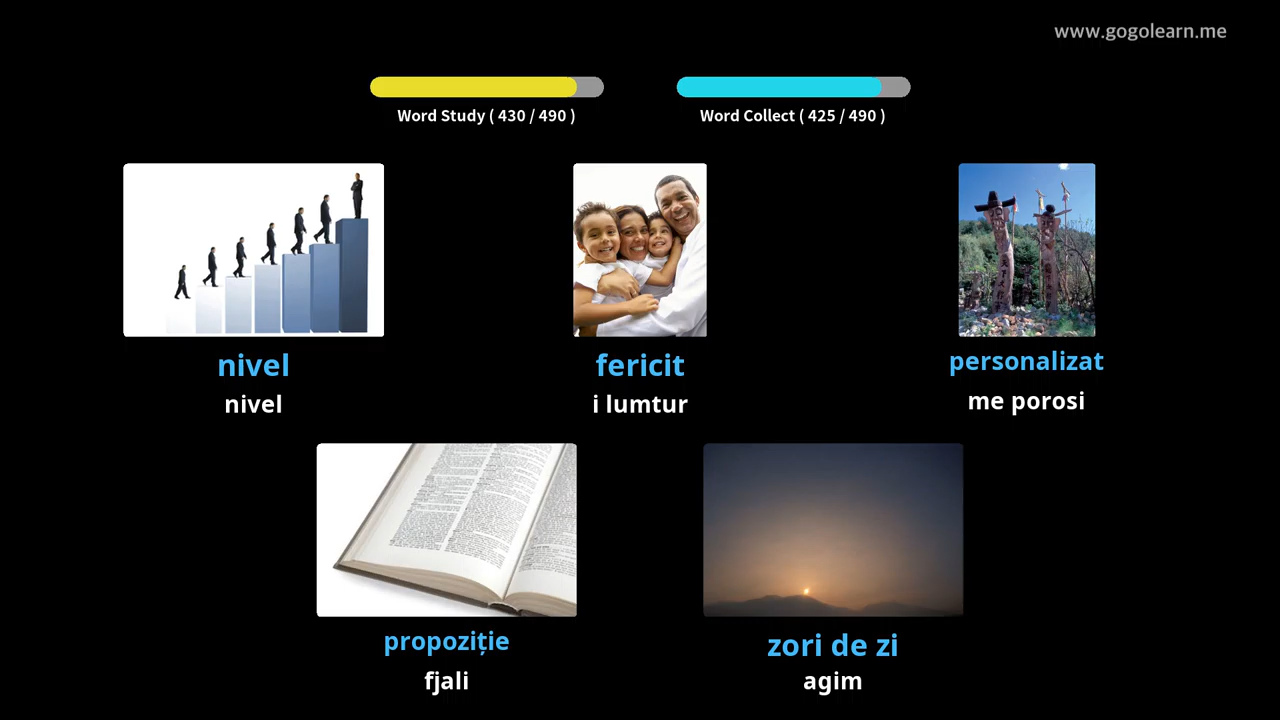 www.gogolearn.me
Word Study ( 430 / 490 )
Word Collect ( 425 / 490 )
nivel
nivel
fericit
i lumtur
personalizat
me porosi
propoziție
fjali
zori de zi
agim